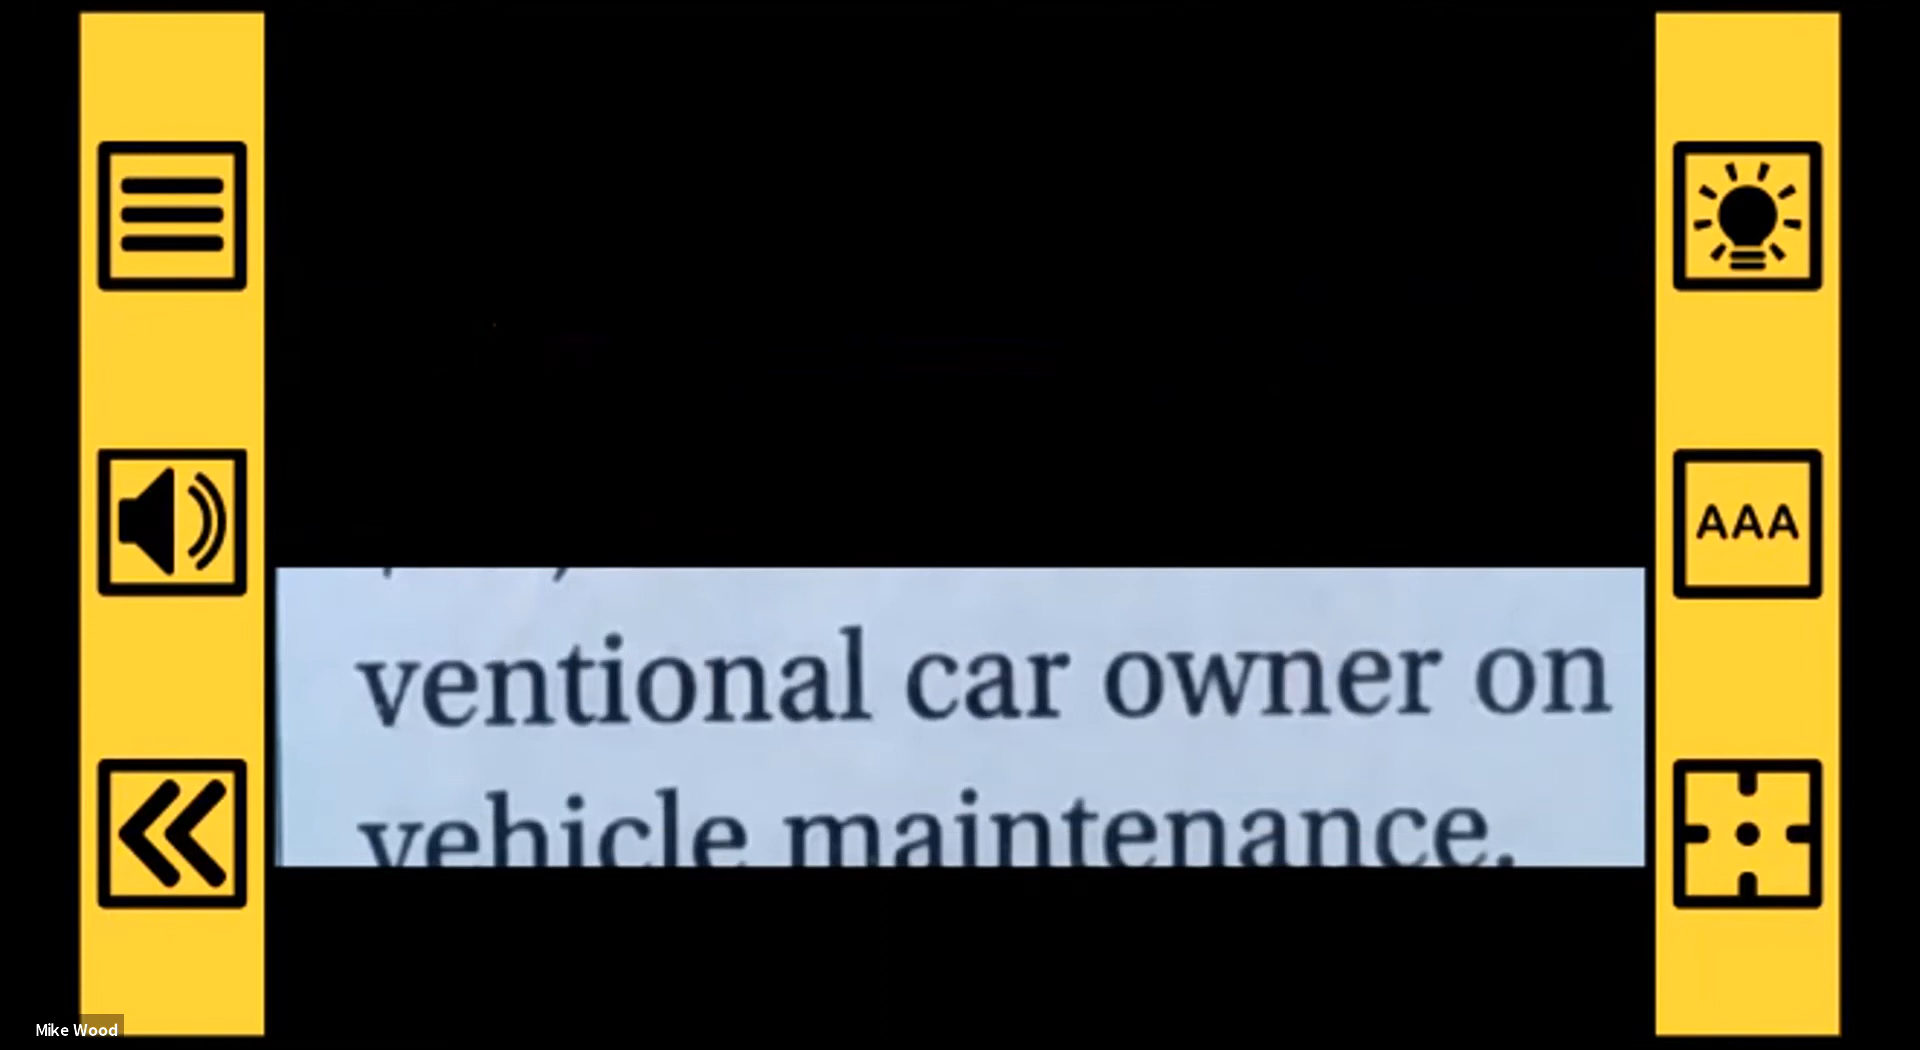 ventional car owner on
vehicle maintenance.
AAA
Mike Wood